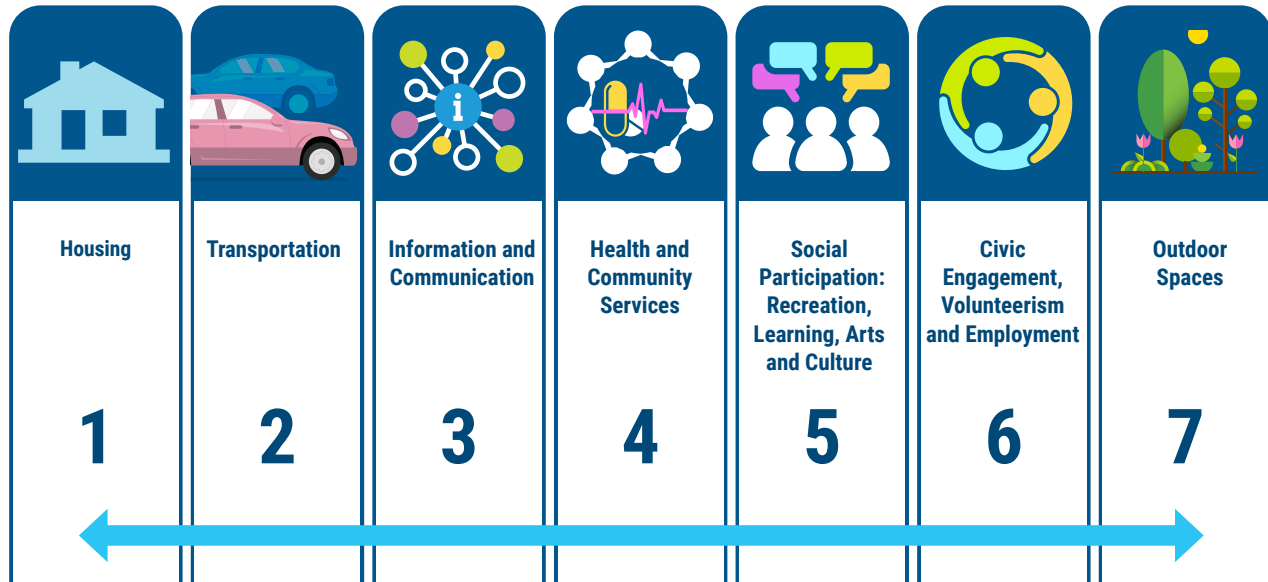 i
Housing
Transportation
Information and
Communication
Health and
Community
Services
Social
Participation:
Recreation,
Learning, Arts
and Culture
Civic
Engagement,
Volunteerism
and Employment
Outdoor
Spaces
1
2
3
4
5
6
7